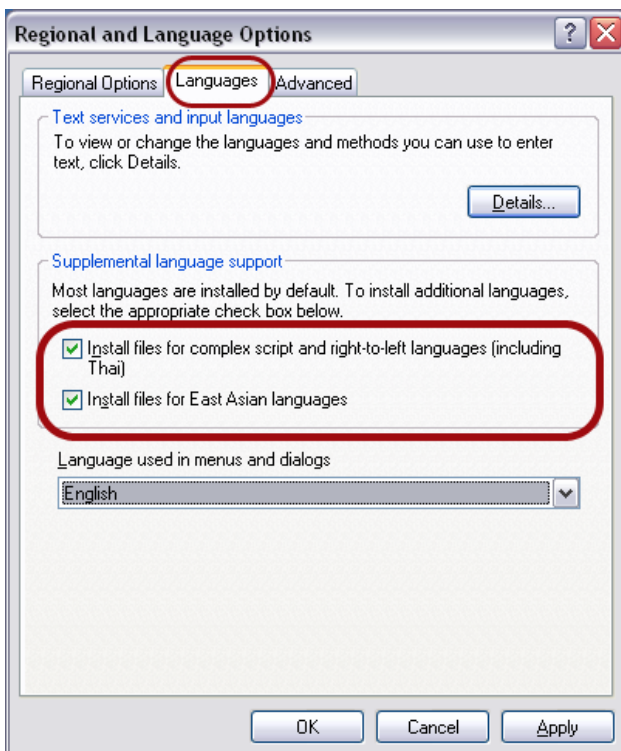 Regional and Language Options
Regional Options Languages Advanced
Text services and input languages
To view or change the languages and methods you can use to enter
text, click Details.
Details...
Supplemental language support
Most languages are installed by default. To install additional languages,
select the appropriate check box below.
Install files for complex script and right-to-left languages (including
Thai)
Install files for East Asian languages
Language used in menus and dialogs
English
OK Cancel Apply